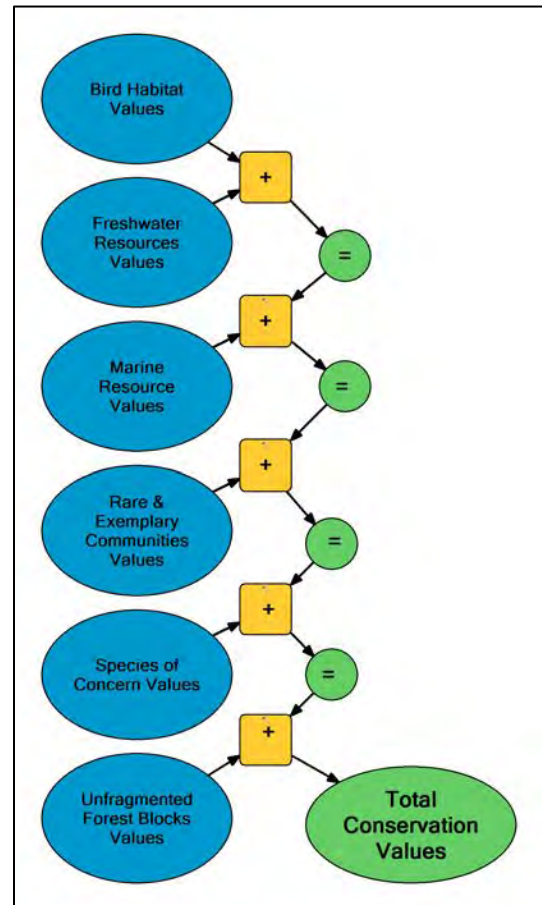 Bird Habitat
Values
+
Freshwater
Resources
Values
=
+
Marine
Resource
Values
=
+
Rare &
Exemplary
Communities
Values
=
+
Species of
Concern Values
=
+
Unfragmented
Forest Blocks
Values
Total
Conservation
Values